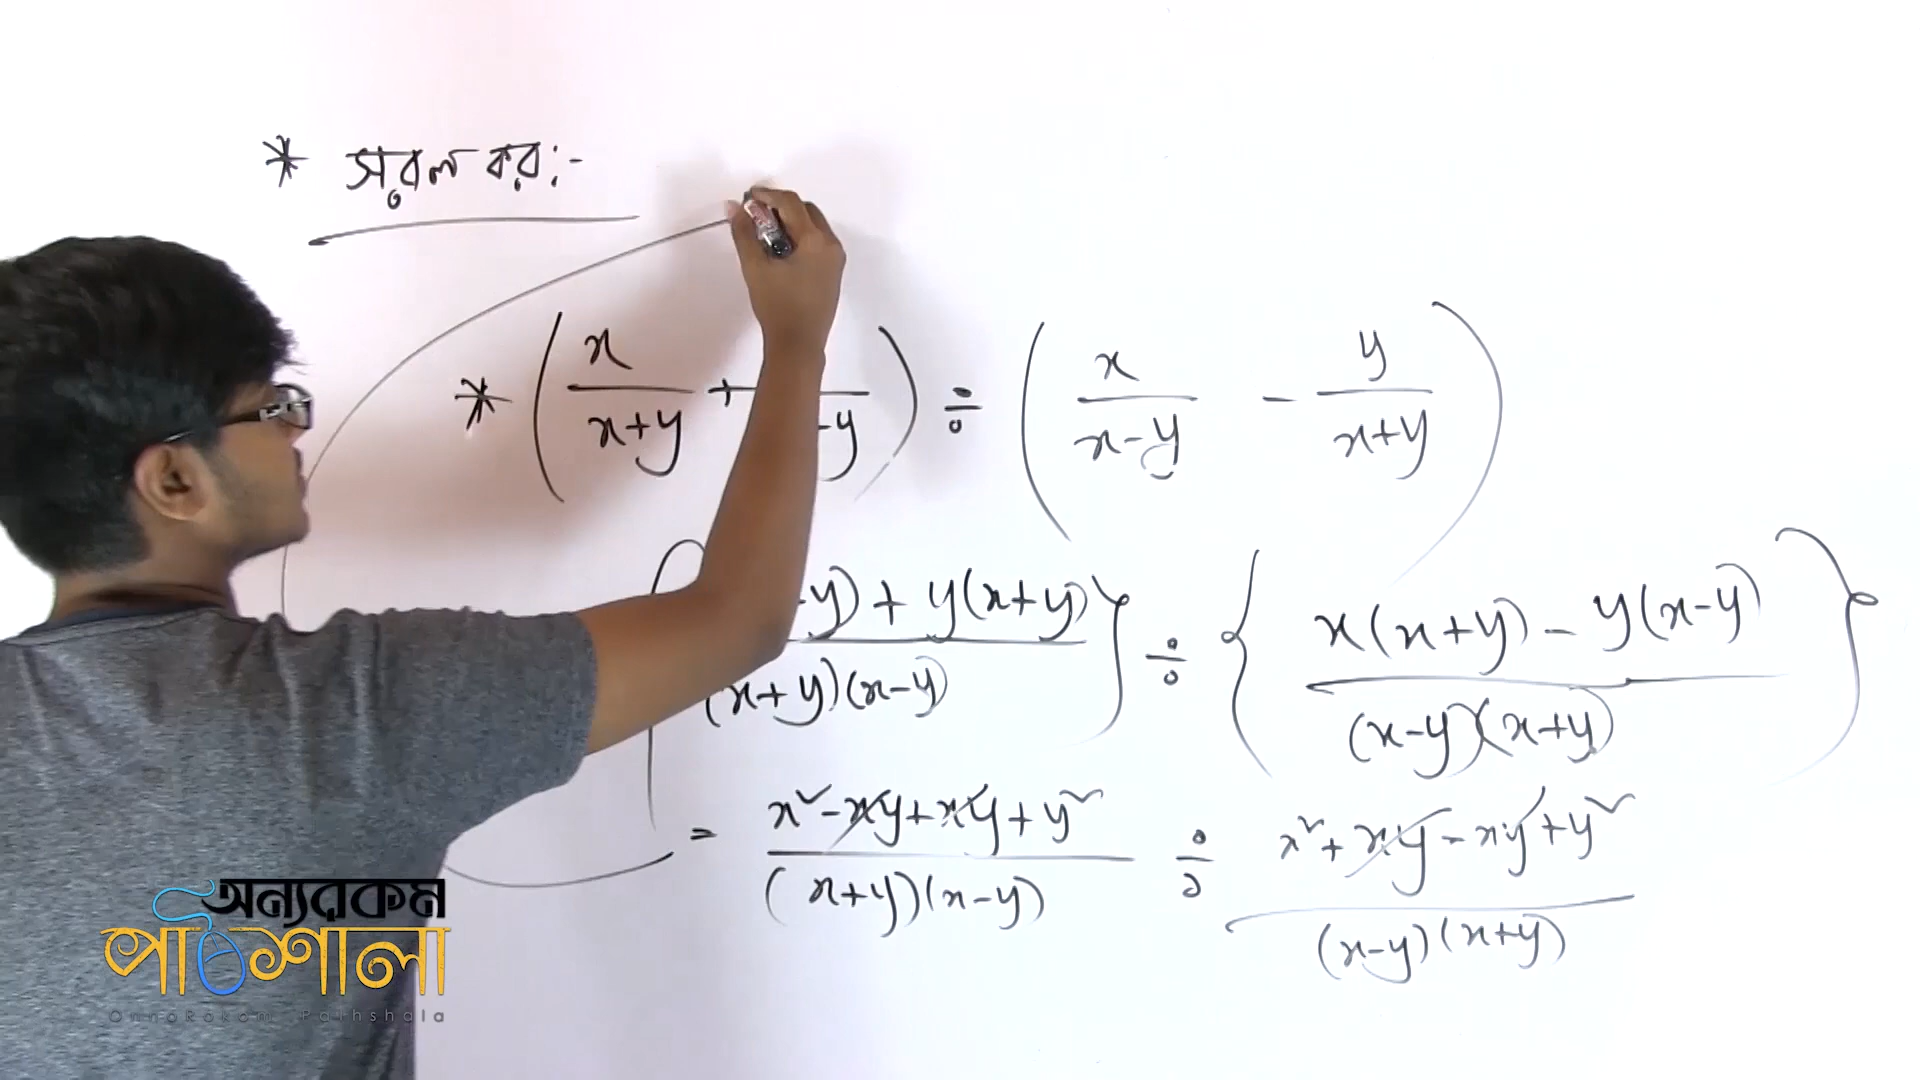 * সরল কর:-
* ( x/x+y + /-y ) ÷ ( x/x-y - y/x+y )
{ -y) + y(x+y) / (x+y)(x-y) } ÷ { x(x+y) - y(x-y) / (x-y)(x+y) }
= x² - xy + xy + y² / (x+y)(x-y) ÷ x² + xy - xy + y² / (x-y)(x+y)
অন্যরকম
পাঠশালা
OnnoRokom Pathshala